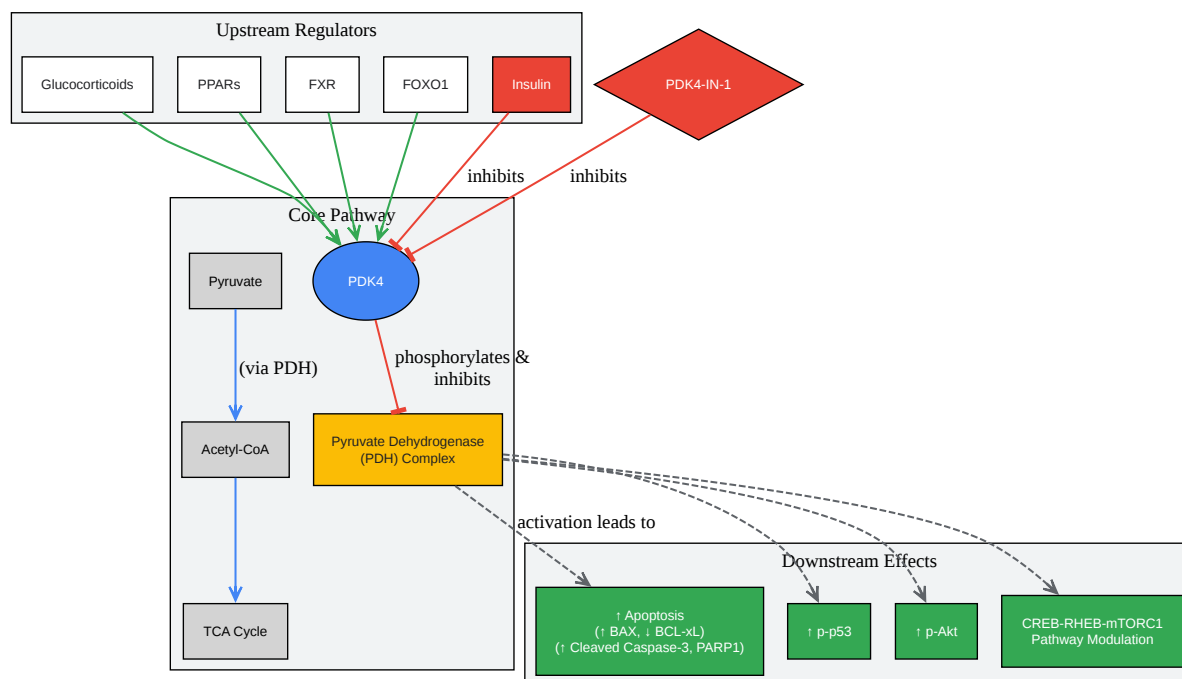 Upstream Regulators
Glucocorticoids
PPARs
FXR
FOXO1
Insulin
PDK4-IN-1
inhibits
inhibits
Core Pathway
Pyruvate
PDK4
(via PDH)
phosphorylates &
inhibits
Acetyl-CoA
Pyruvate Dehydrogenase
(PDH) Complex
activation leads to
Downstream Effects
TCA Cycle
↑ Apoptosis
(↑ BAX, ↓ BCL-xL)
(↑ Cleaved Caspase-3, PARP1)
↑ p-p53
↑ p-Akt
CREB-RHEB-mTORC1
Pathway Modulation